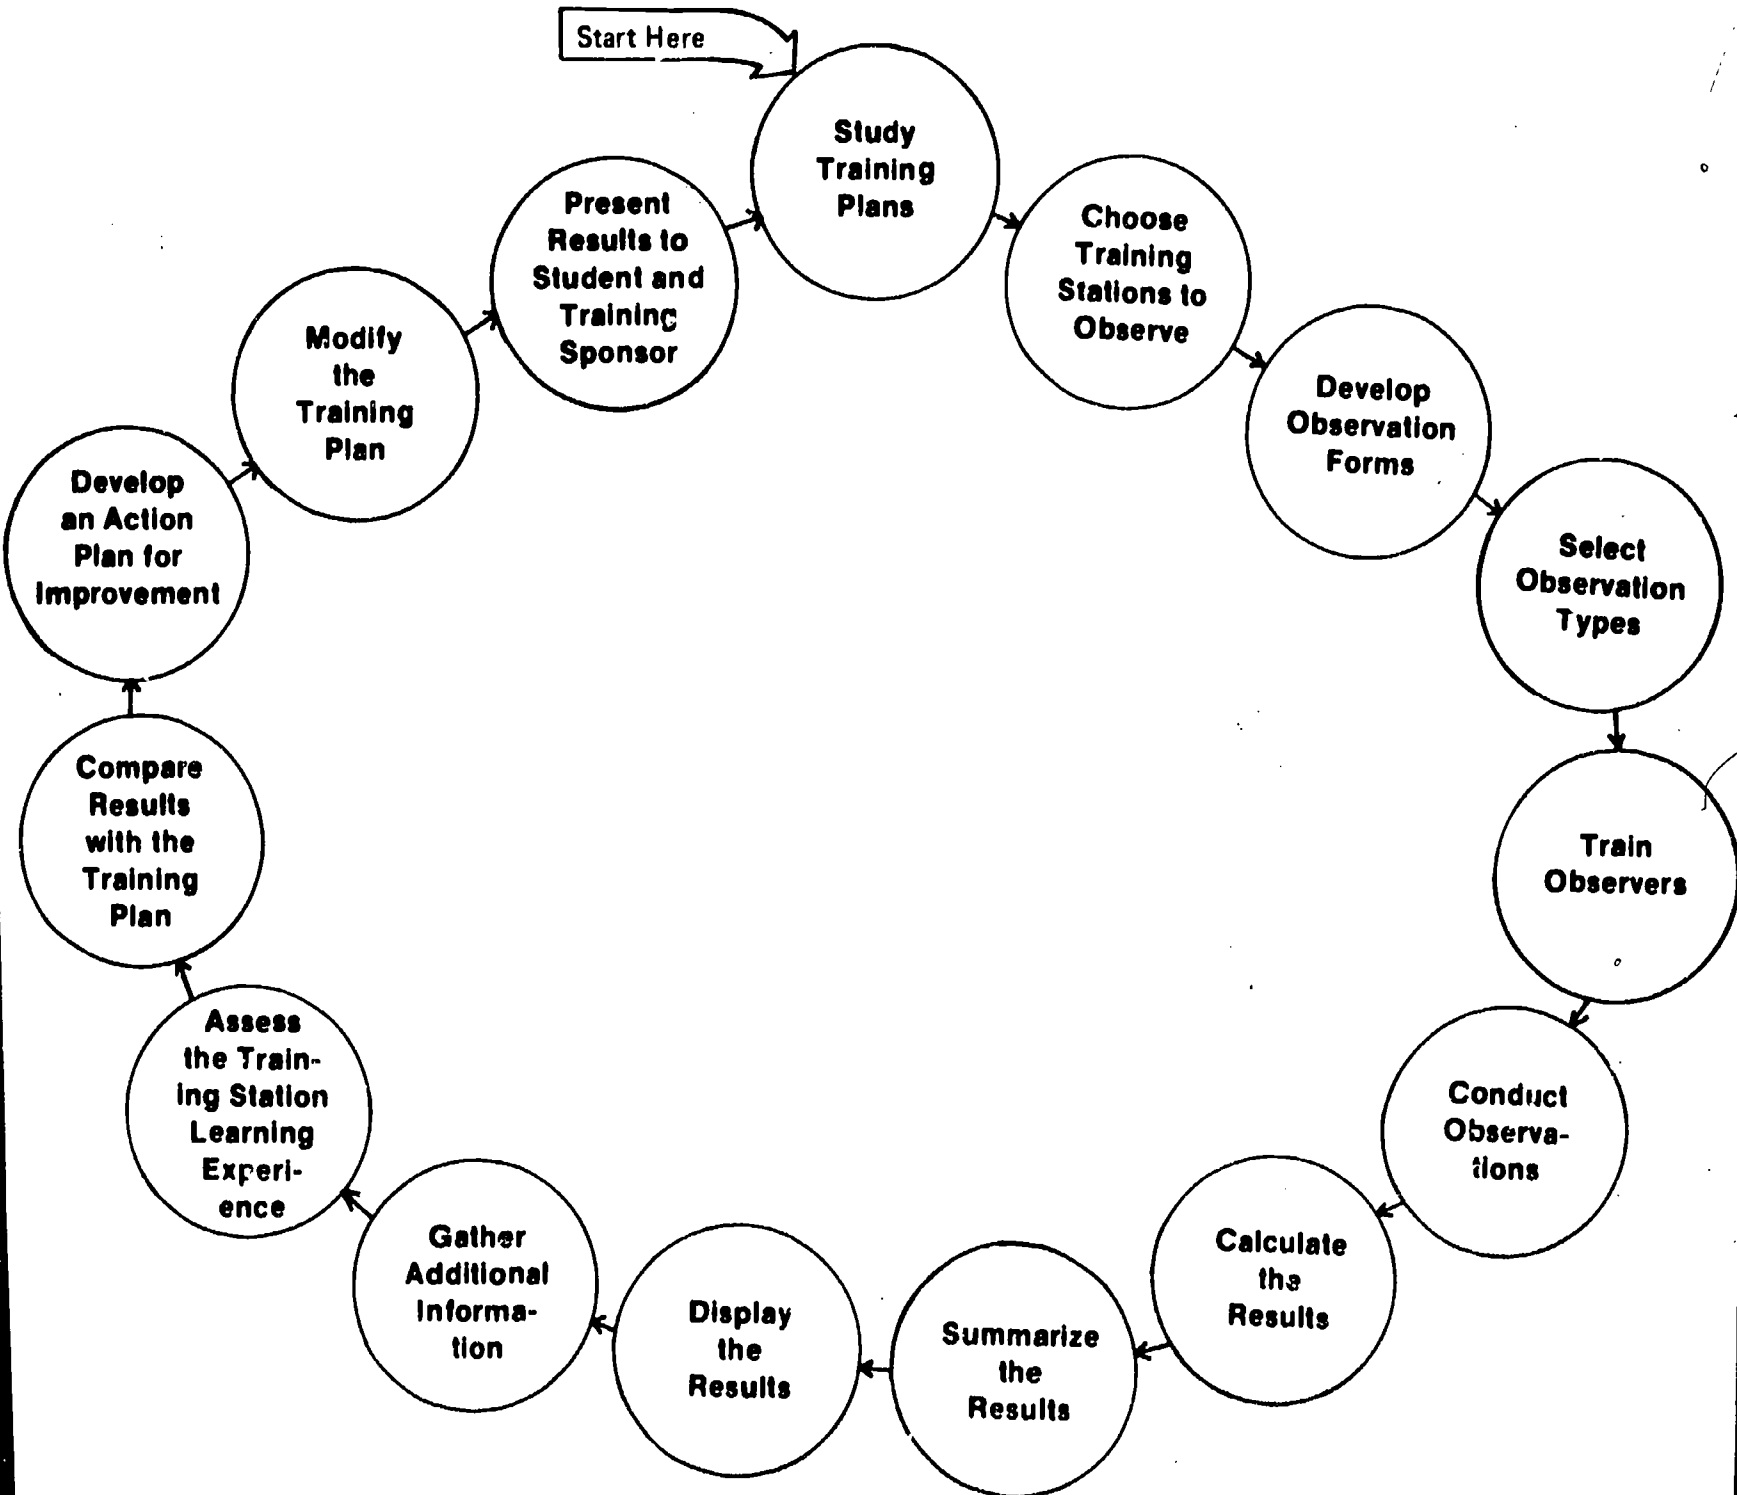 Start Here
Study
Training
Plans
Choose
Training
Stations to
Observe
Develop
Observation
Forms
Select
Observation
Types
Train
Observers
Conduct
Observa-
tions
Calculate
the
Results
Summarize
the
Results
Display
the
Results
Gather
Additional
Informa-
tion
Assess
the Train-
ing Station
Learning
Experi-
ence
Compare
Results
with the
Training
Plan
Develop
an Action
Plan for
Improvement
Modify
the
Training
Plan
Present
Results to
Student and
Training
Sponsor